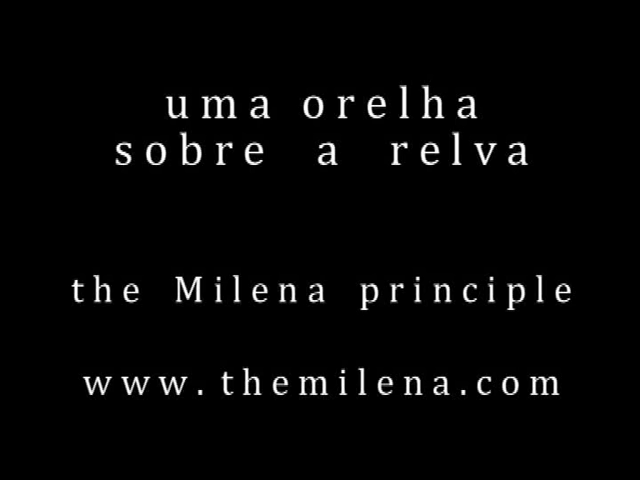 uma orelha
sobre a relva
the Milena principle
www.themilena.com